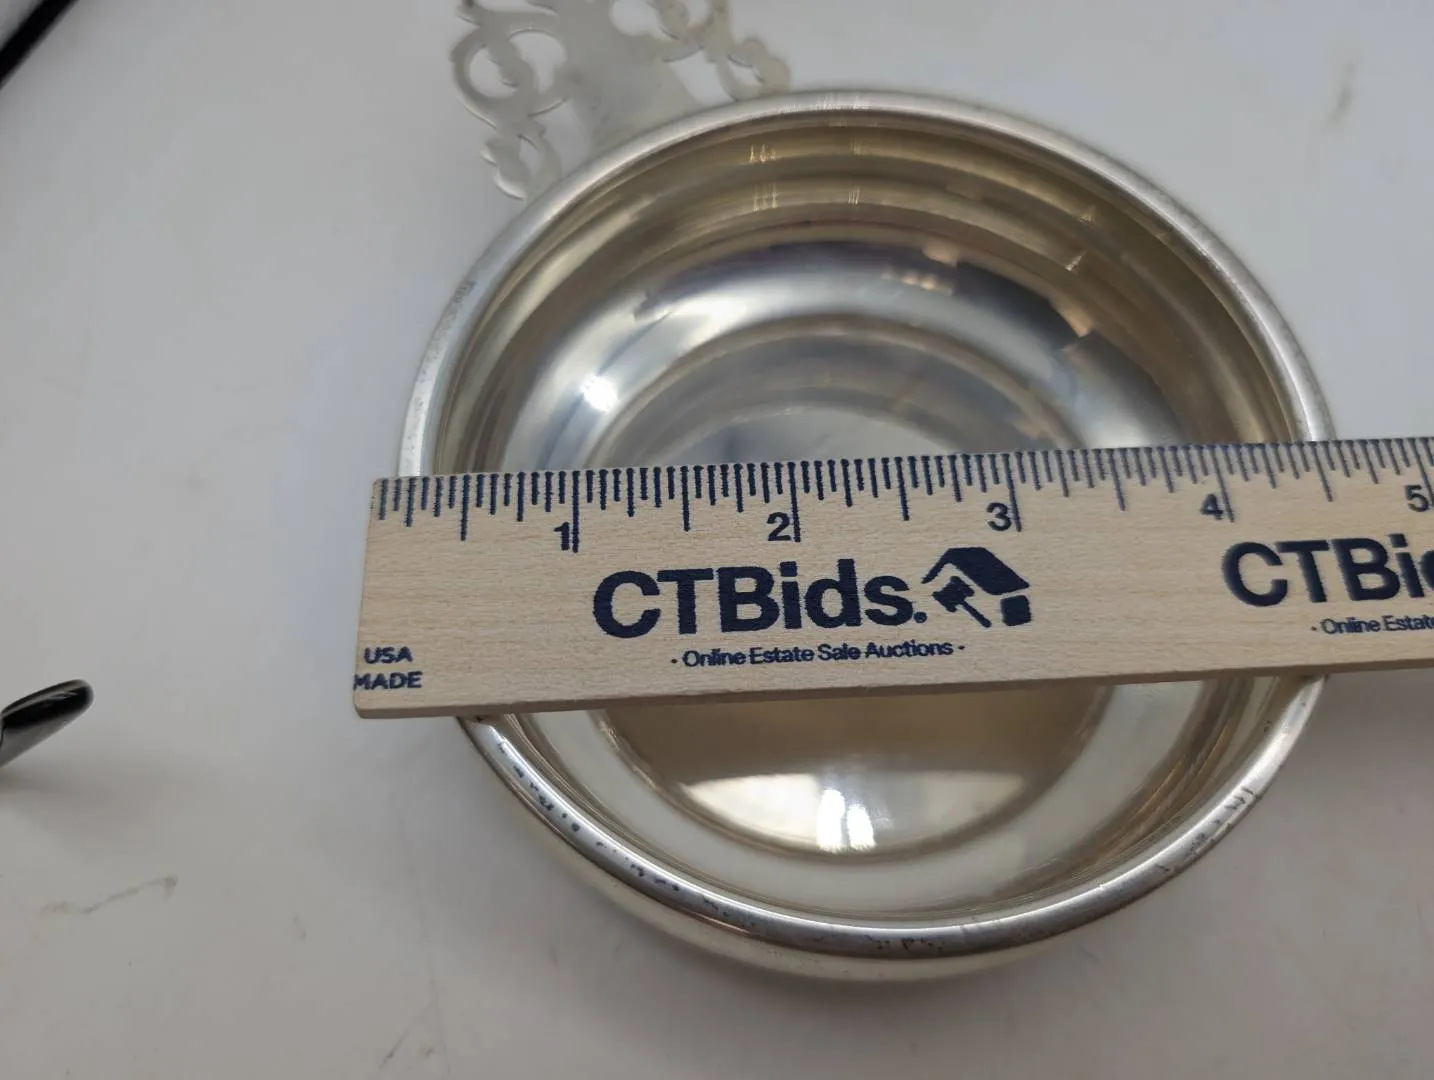 1 2 3 4 5
CTBids.®
- Online Estate Sale Auctions -
CTBi
- Online Estate
USA
MADE